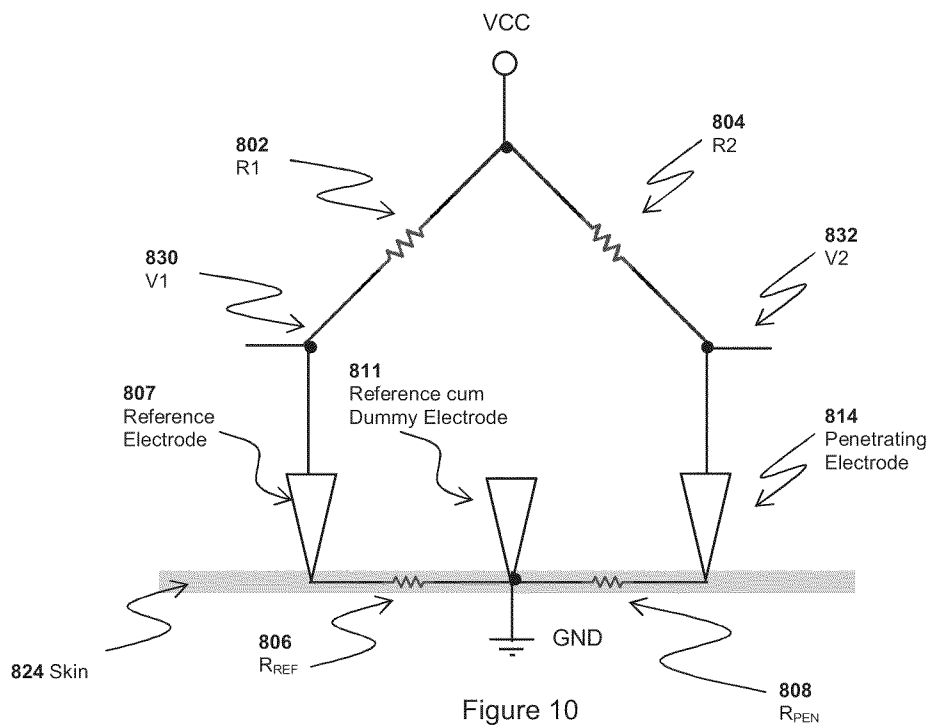 VCC
802
R1
804
R2
830
V1
832
V2
807
Reference
Electrode
811
Reference cum
Dummy Electrode
814
Penetrating
Electrode
824 Skin
806
RREF
GND
808
RPEN
Figure 10